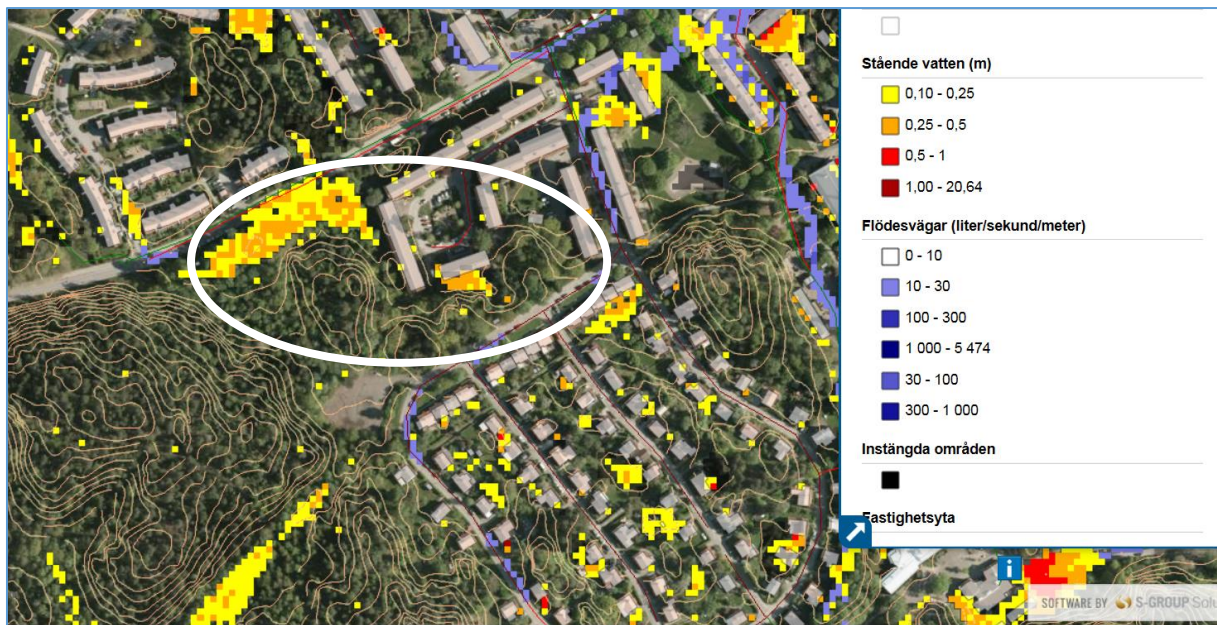 Stående vatten (m)
0,10 - 0,25
0,25 - 0,5
0,5 - 1
1,00 - 20,64
Flödesvägar (liter/sekund/meter)
0 - 10
10 - 30
100 - 300
1 000 - 5 474
30 - 100
300 - 1 000
Instängda områden
Fastighetsyta
i
SOFTWARE BY S-GROUP Solu